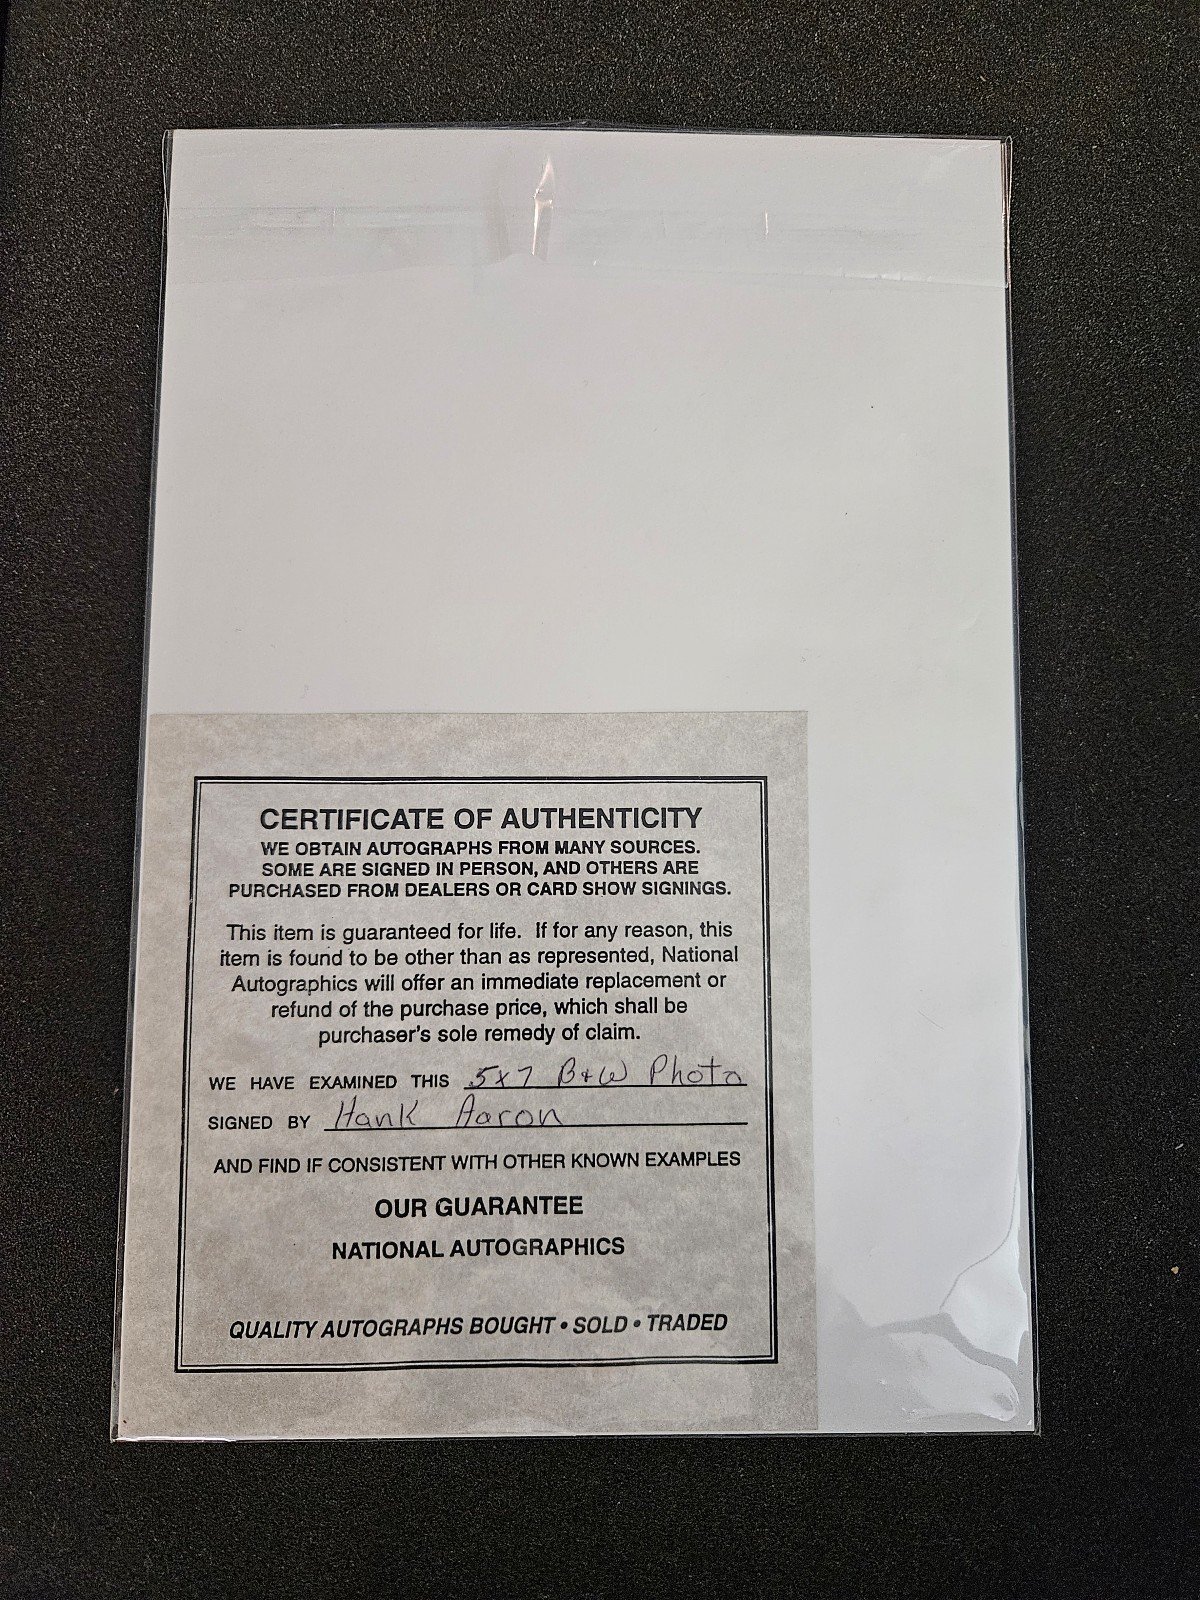 CERTIFICATE OF AUTHENTICITY
WE OBTAIN AUTOGRAPHS FROM MANY SOURCES.
SOME ARE SIGNED IN PERSON, AND OTHERS ARE
PURCHASED FROM DEALERS OR CARD SHOW SIGNINGS.
This item is guaranteed for life. If for any reason, this
item is found to be other than as represented, National
Autographics will offer an immediate replacement or
refund of the purchase price, which shall be
purchaser's sole remedy of claim.
WE HAVE EXAMINED THIS 5x7 B+W Photo
SIGNED BY Hank Aaron
AND FIND IF CONSISTENT WITH OTHER KNOWN EXAMPLES
OUR GUARANTEE
NATIONAL AUTOGRAPHICS
QUALITY AUTOGRAPHS BOUGHT • SOLD • TRADED